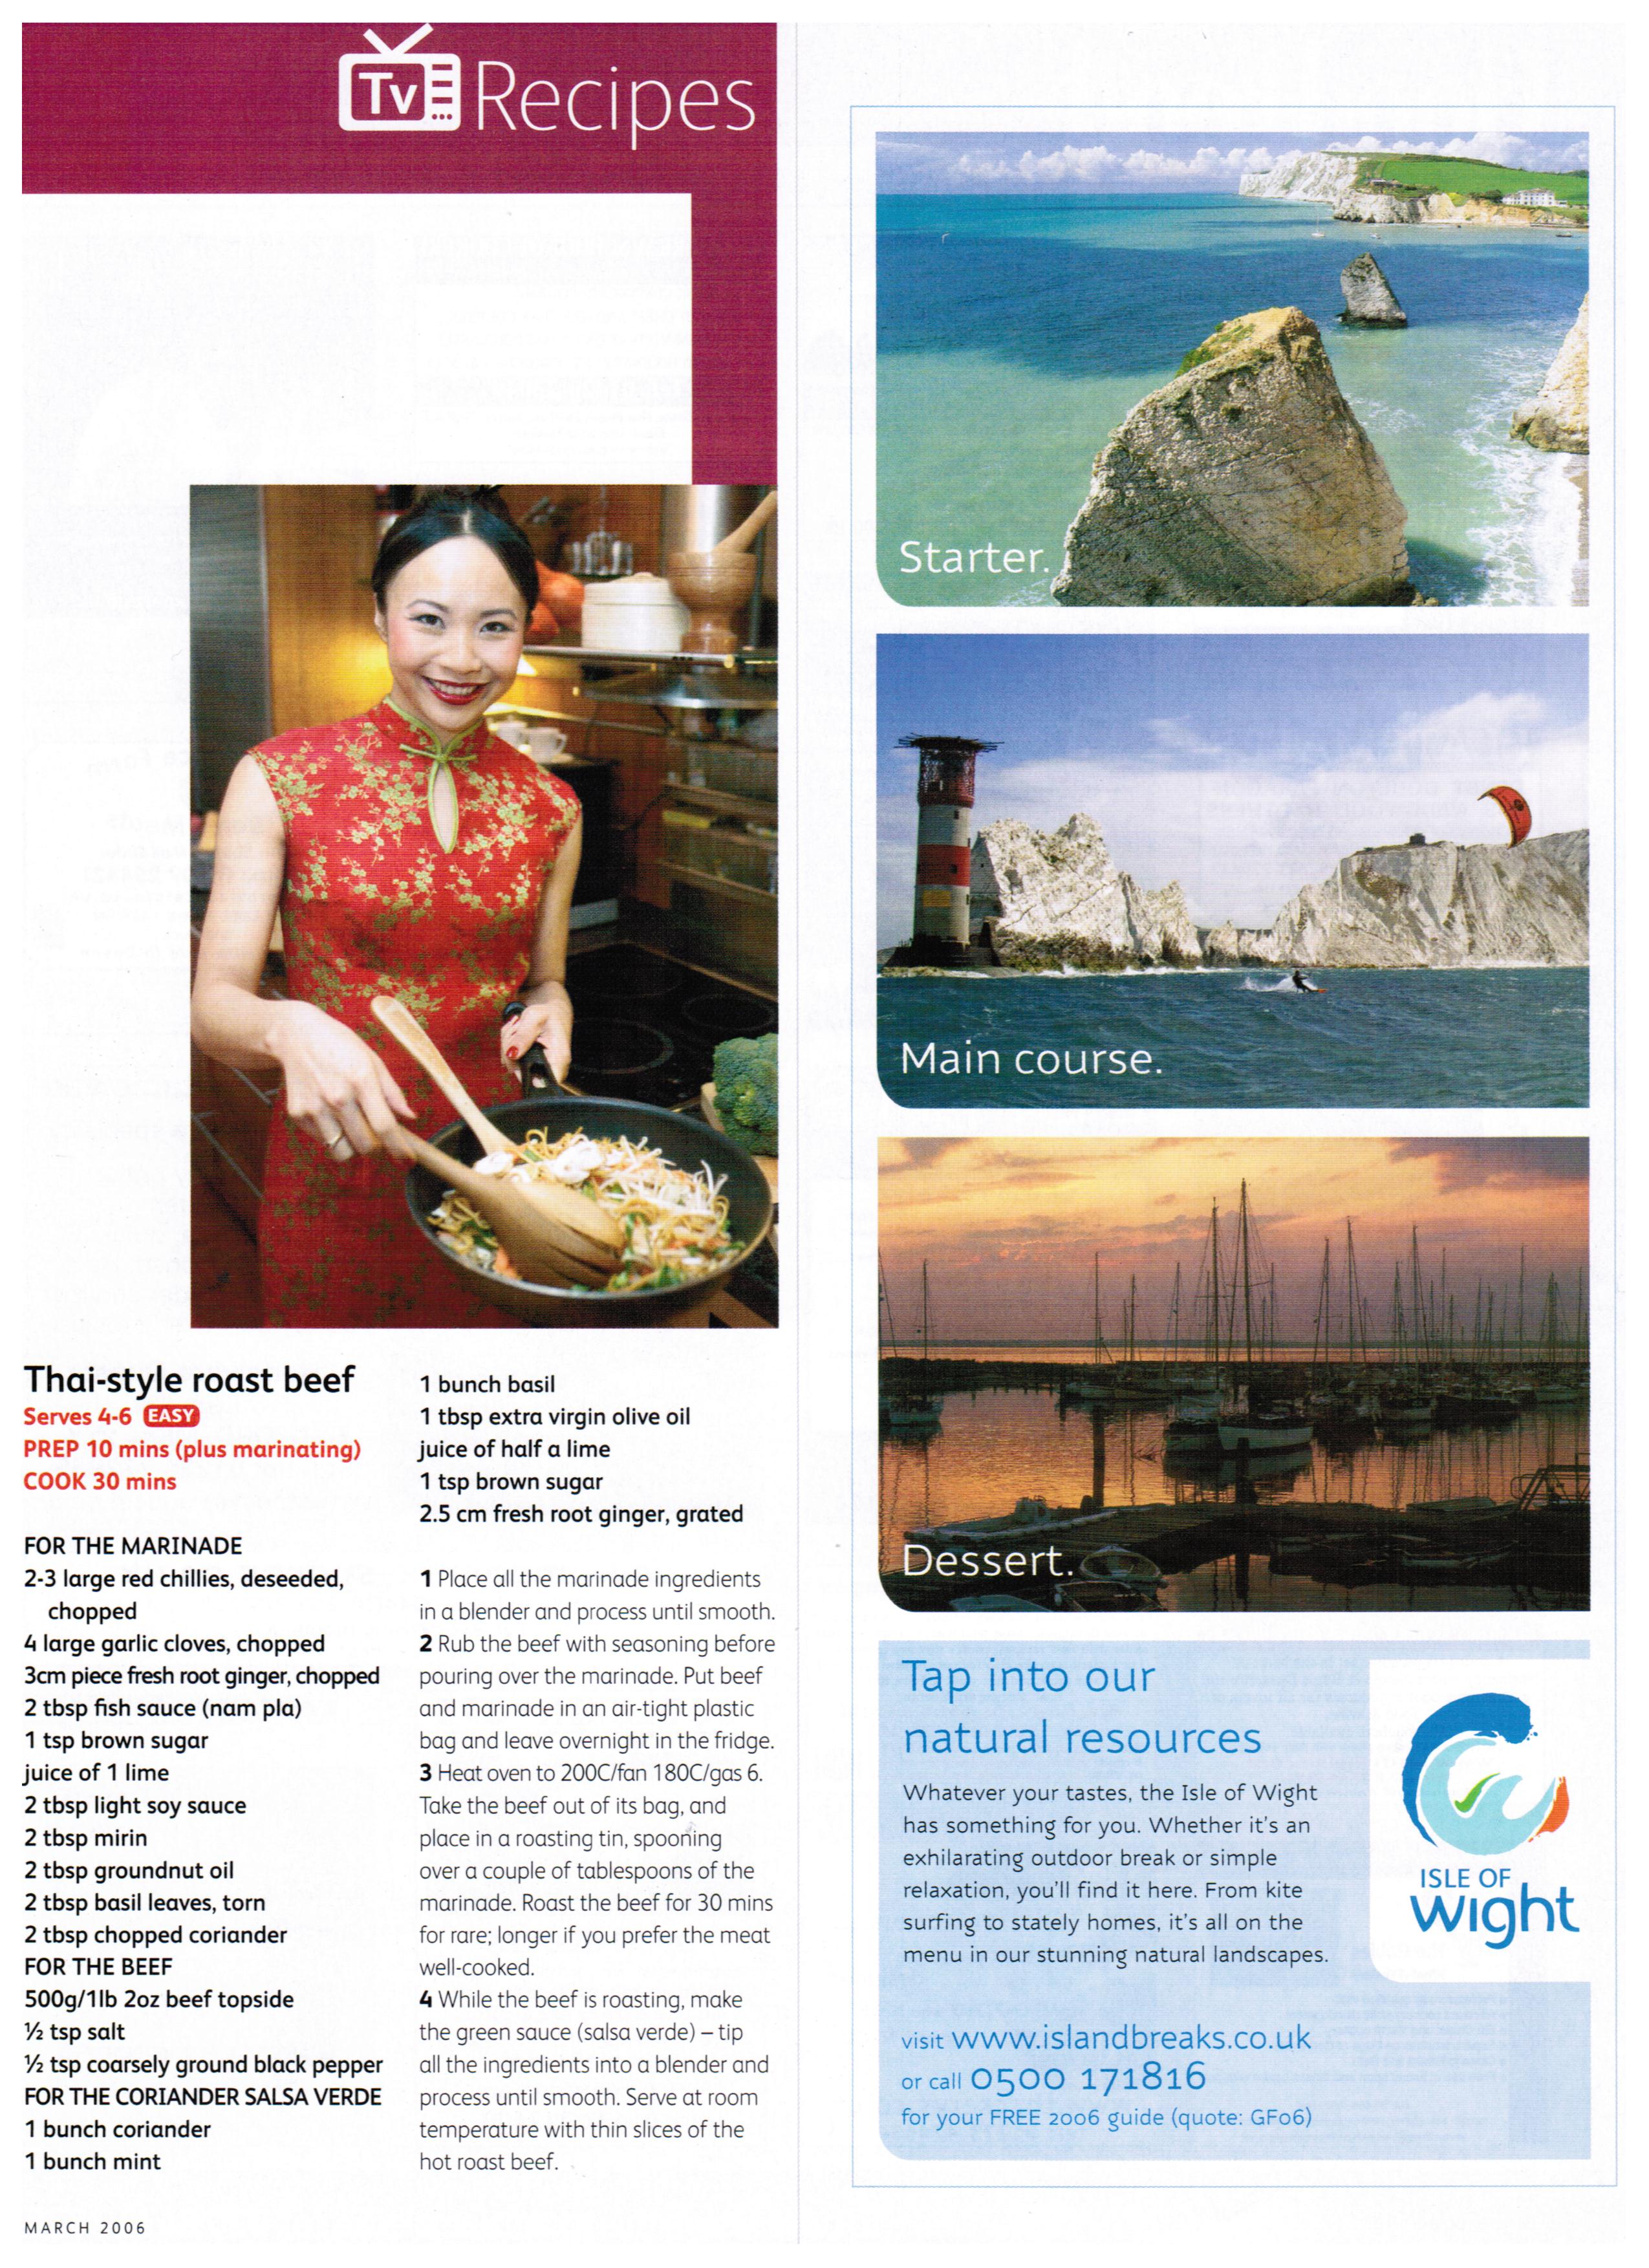 Tv Recipes
Thai-style roast beef
Serves 4-6 EASY
PREP 10 mins (plus marinating)
COOK 30 mins
FOR THE MARINADE
2-3 large red chillies, deseeded,
chopped
4 large garlic cloves, chopped
3cm piece fresh root ginger, chopped
2 tbsp fish sauce (nam pla)
1 tsp brown sugar
juice of 1 lime
2 tbsp light soy sauce
2 tbsp mirin
2 tbsp groundnut oil
2 tbsp basil leaves, torn
2 tbsp chopped coriander
FOR THE BEEF
500g/1lb 2oz beef topside
½ tsp salt
½ tsp coarsely ground black pepper
FOR THE CORIANDER SALSA VERDE
1 bunch coriander
1 bunch mint
1 bunch basil
1 tbsp extra virgin olive oil
juice of half a lime
1 tsp brown sugar
2.5 cm fresh root ginger, grated
1 Place all the marinade ingredients
in a blender and process until smooth.
2 Rub the beef with seasoning before
pouring over the marinade. Put beef
and marinade in an air-tight plastic
bag and leave overnight in the fridge.
3 Heat oven to 200C/fan 180C/gas 6.
Take the beef out of its bag, and
place in a roasting tin, spooning
over a couple of tablespoons of the
marinade. Roast the beef for 30 mins
for rare; longer if you prefer the meat
well-cooked.
4 While the beef is roasting, make
the green sauce (salsa verde) – tip
all the ingredients into a blender and
process until smooth. Serve at room
temperature with thin slices of the
hot roast beef.
MARCH 2006
Starter.
Main course.
Dessert.
Tap into our
natural resources
Whatever your tastes, the Isle of Wight
has something for you. Whether it's an
exhilarating outdoor break or simple
relaxation, you'll find it here. From kite
surfing to stately homes, it's all on the
menu in our stunning natural landscapes.
visit www.islandbreaks.co.uk
or call 0500 171816
for your FREE 2006 guide (quote: GF06)
ISLE OF
wight